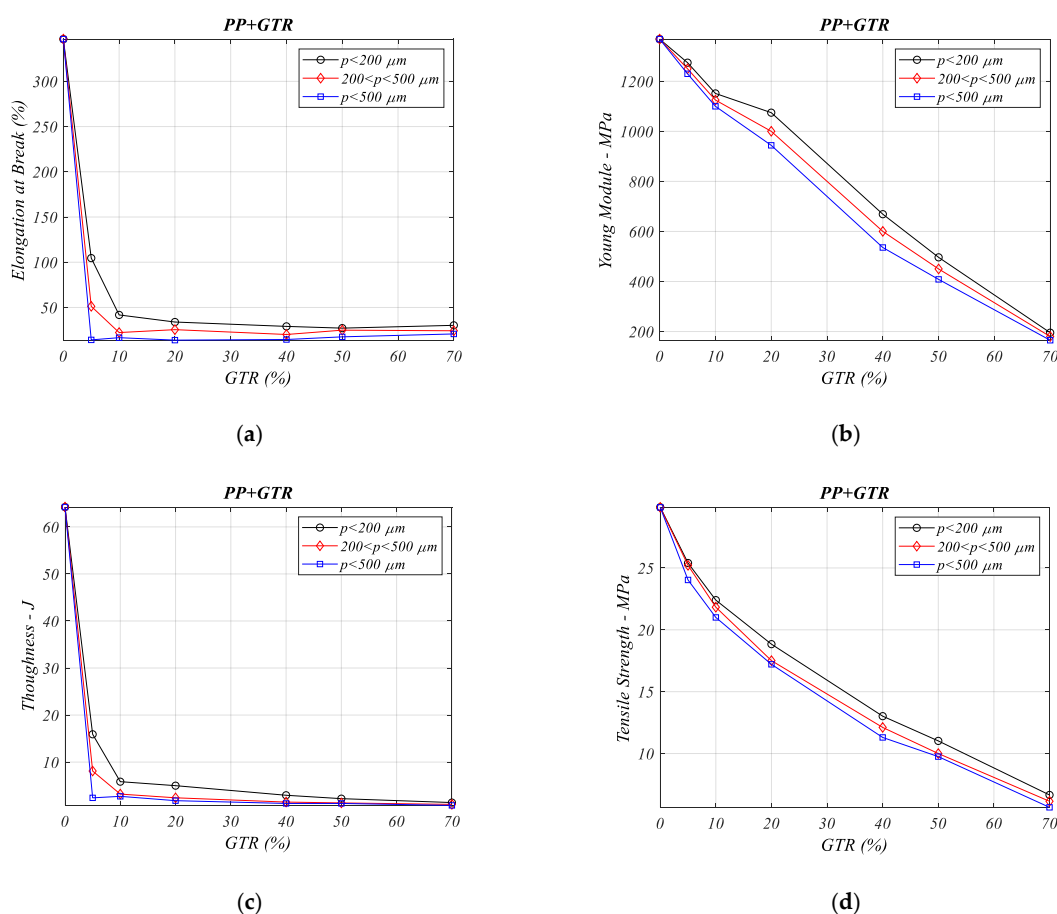 PP+GTR
p<200 μm
200<p<500 μm
p<500 μm
Elongation at Break (%)
300
250
200
150
100
50
0 10 20 30 40 50 60 70
GTR (%)
(a)
PP+GTR
p<200 μm
200<p<500 μm
p<500 μm
Young Module - MPa
1200
1000
800
600
400
200
0 10 20 30 40 50 60 70
GTR (%)
(b)
PP+GTR
p<200 μm
200<p<500 μm
p<500 μm
Thoughness - J
60
50
40
30
20
10
0 10 20 30 40 50 60 70
GTR (%)
(c)
PP+GTR
p<200 μm
200<p<500 μm
p<500 μm
Tensile Strength - MPa
25
20
15
10
0 10 20 30 40 50 60 70
GTR (%)
(d)